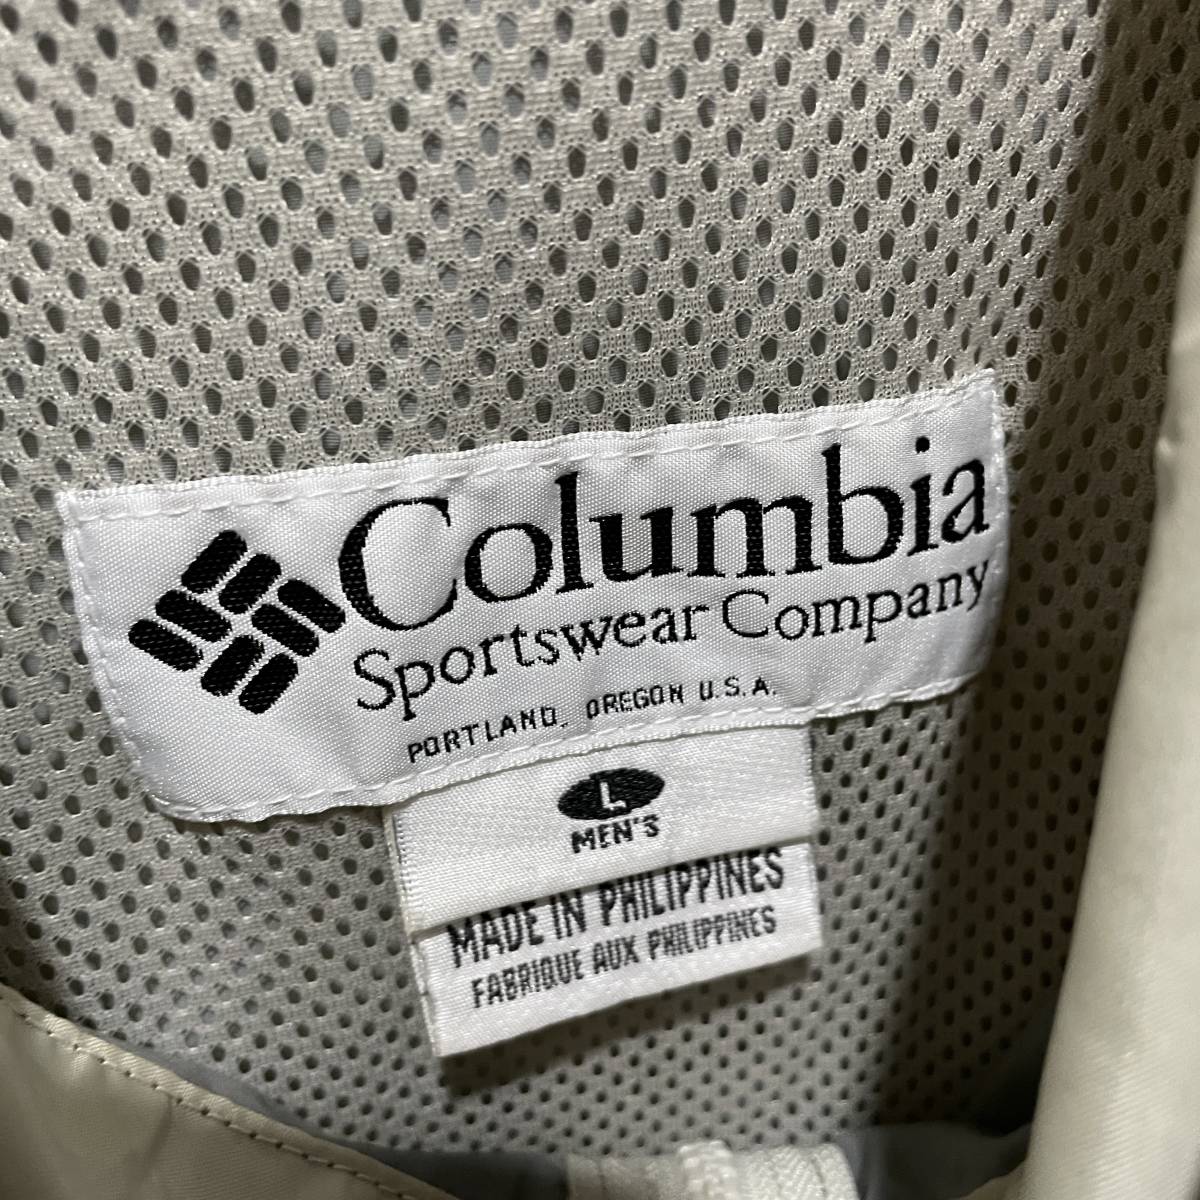 Columbia
Sportswear Company
PORTLAND, OREGON U.S.A.
L
MEN'S
MADE IN PHILIPPINES
FABRIQUE AUX PHILIPPINES